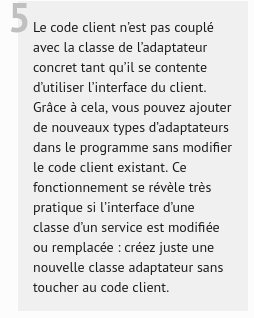 5
Le code client n’est pas couplé
avec la classe de l’adaptateur
concret tant qu’il se contente
d’utiliser l’interface du client.
Grâce à cela, vous pouvez ajouter
de nouveaux types d’adaptateurs
dans le programme sans modifier
le code client existant. Ce
fonctionnement se révèle très
pratique si l’interface d’une
classe d’un service est modifiée
ou remplacée : créez juste une
nouvelle classe adaptateur sans
toucher au code client.